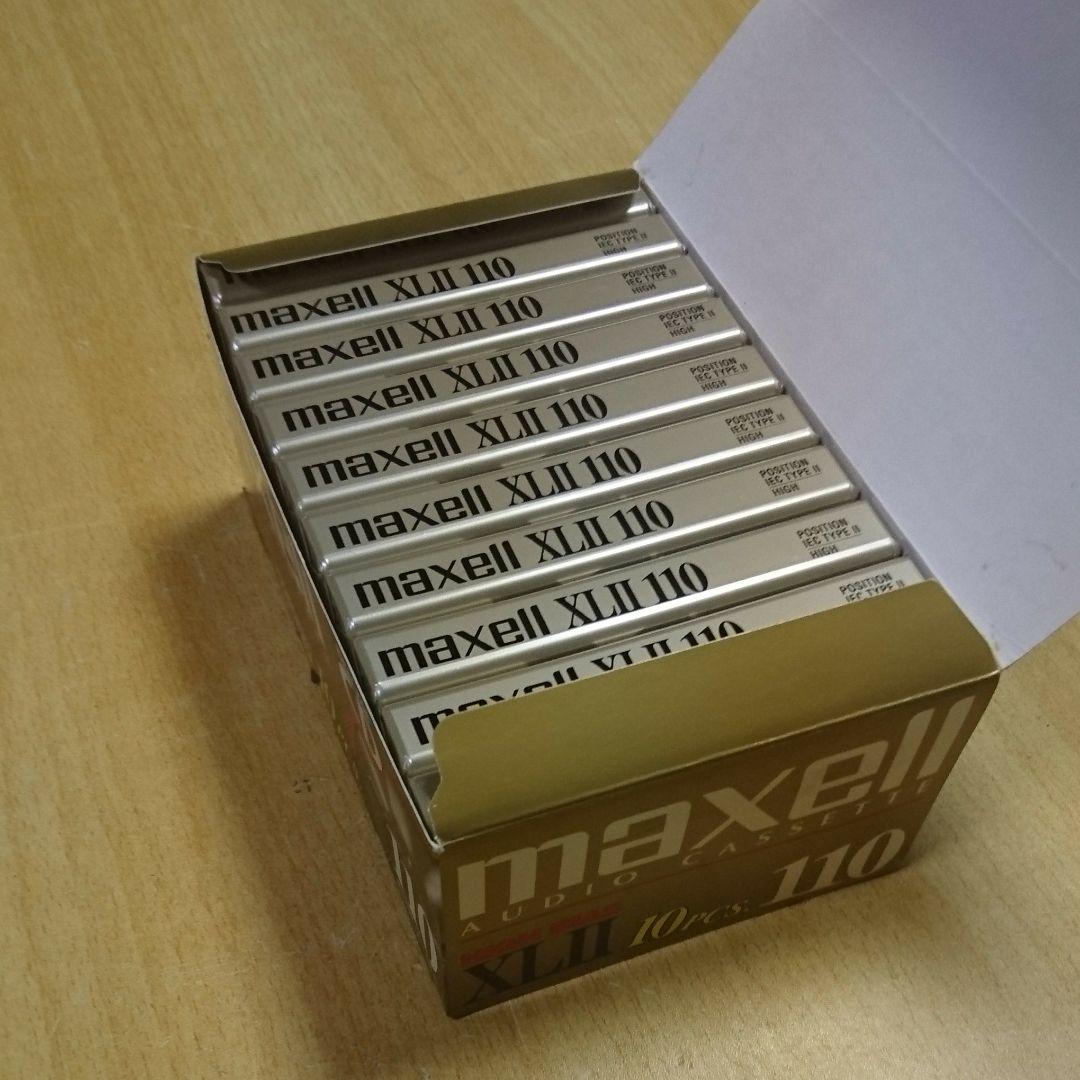 POSITION
IEC TYPE II
HIGH
maxell XLII 110
POSITION
IEC TYPE II
HIGH
maxell XLII 110
POSITION
IEC TYPE II
HIGH
maxell XLII 110
POSITION
IEC TYPE II
HIGH
maxell XLII 110
POSITION
IEC TYPE II
HIGH
maxell XLII 110
POSITION
IEC TYPE II
HIGH
maxell XLII 110
POSITION
IEC TYPE II
HIGH
maxell XLII 110
POSITION
IEC TYPE II
maxell XLII 110
maxell
AUDIO CASSETTE
XLII 10PCS. 110